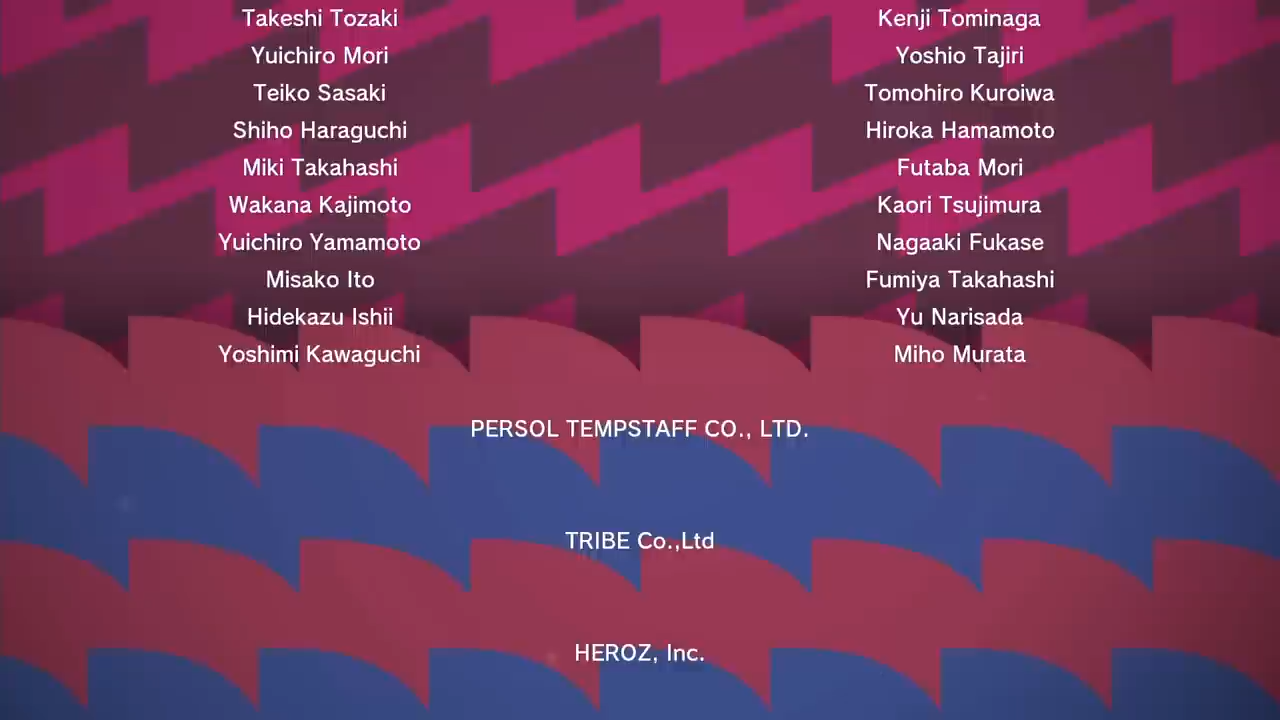 Takeshi Tozaki Kenji Tominaga
Yuichiro Mori Yoshio Tajiri
Teiko Sasaki Tomohiro Kuroiwa
Shiho Haraguchi Hiroka Hamamoto
Miki Takahashi Futaba Mori
Wakana Kajimoto Kaori Tsujimura
Yuichiro Yamamoto Nagaaki Fukase
Misako Ito Fumiya Takahashi
Hidekazu Ishii Yu Narisada
Yoshimi Kawaguchi Miho Murata
PERSOL TEMPSTAFF CO., LTD.
TRIBE Co.,Ltd
HEROZ, Inc.